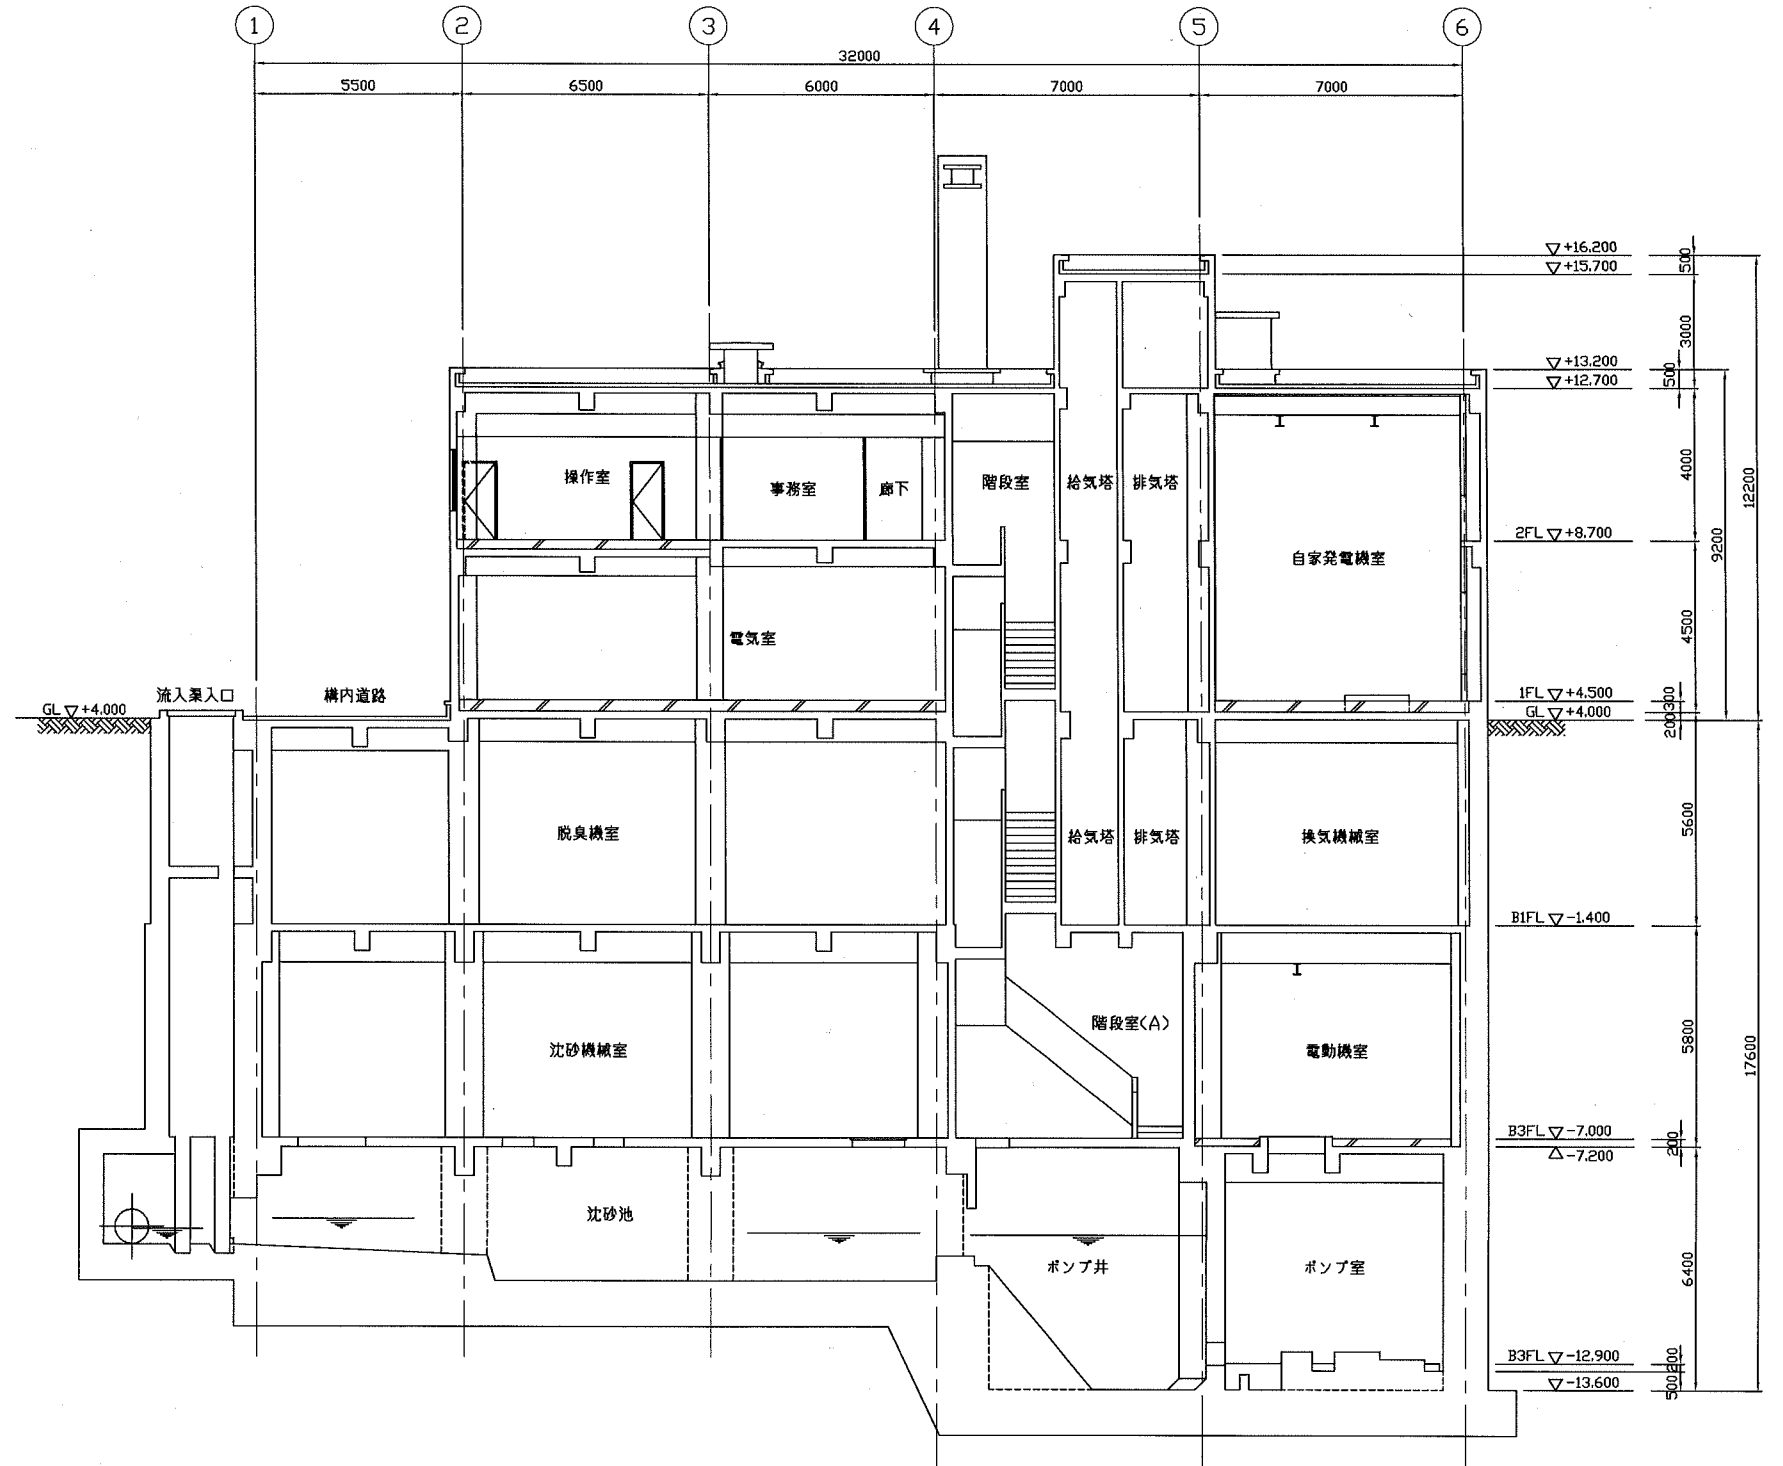 1 2 3 4 5 6
32000
5500 6500 6000 7000 7000
▽+16.200
▽+15.700
500
3000
▽+13.200
▽+12.700
500
操作室 事務室 廊下 階段室 給気塔 排気塔
4000
12200
2FL ▽+8.700
9200
自家発電機室
電気室
4500
流入渠入口 構内道路
1FL ▽+4.500
300
GL ▽+4.000
GL ▽+4.000
200
脱臭機室 給気塔 排気塔 換気機械室
5600
B1FL ▽-1.400
沈砂機械室 階段室(A) 電動機室
5800
17600
B3FL ▽-7.000
200
△-7.200
沈砂池
ポンプ井 ポンプ室
6400
B3FL ▽-12.900
200
▽-13.600
500